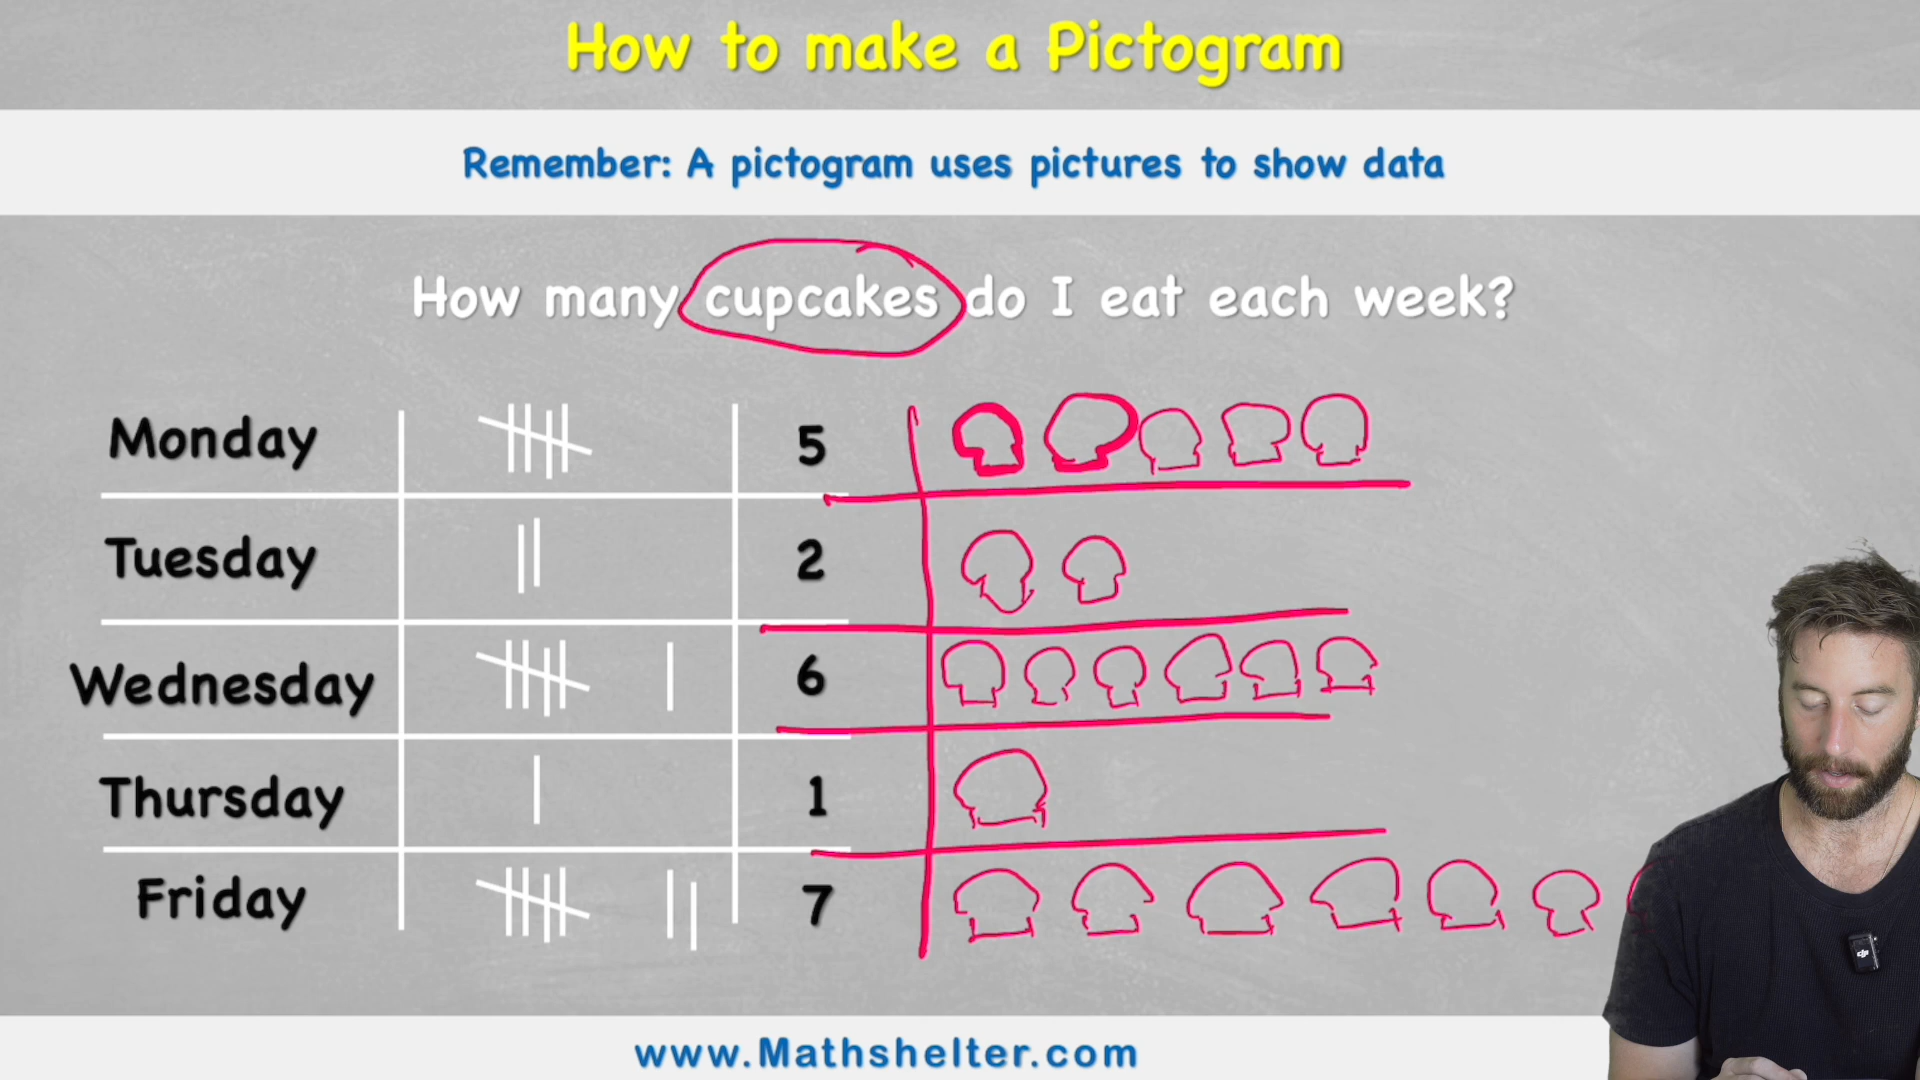 How to make a Pictogram
Remember: A pictogram uses pictures to show data
How many cupcakes do I eat each week?
Monday 5
Tuesday 2
Wednesday 6
Thursday 1
Friday 7
www.Mathshelter.com